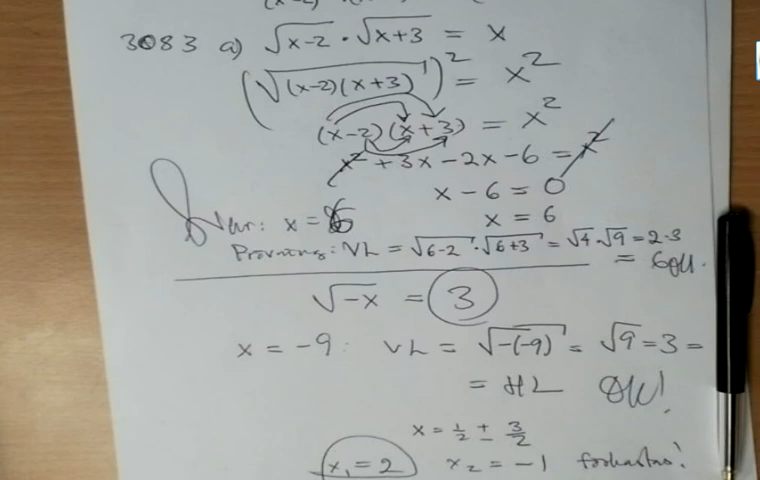 3083 a) √x-2 · √x+3 = x
(√(x-2)(x+3))² = x²
(x-2)(x+3) = x²
x² + 3x - 2x - 6 = x²
x - 6 = 0
x = 6
Svar: x = 6
Prövning: VL = √6-2 · √6+3 = √4 · √9 = 2·3
= 6 OK.
√-x = 3
x = -9: VL = √-(-9) = √9 = 3 =
= HL OK!
x = 1/2 ± 3/2
x₁ = 2 x₂ = -1 förkastas!